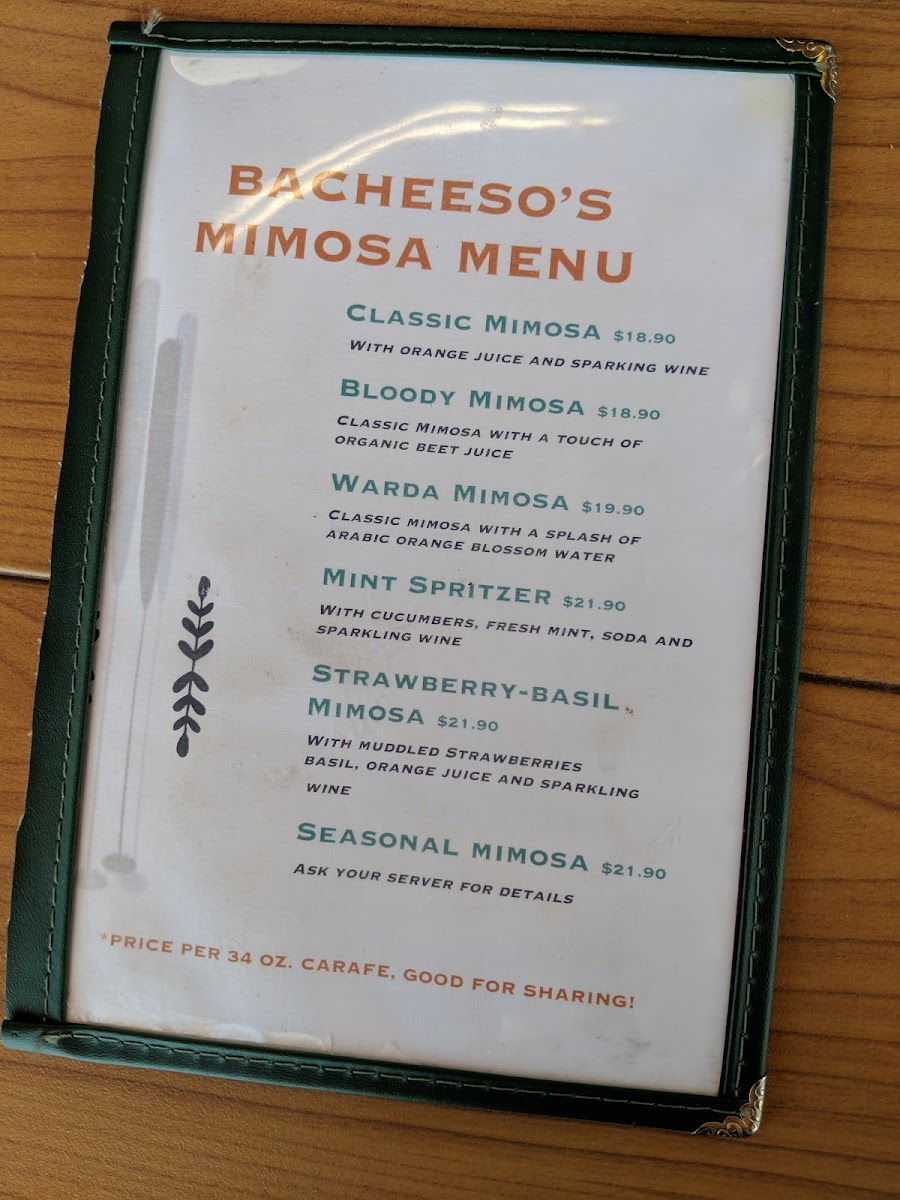 BACHEESO'S
MIMOSA MENU
CLASSIC MIMOSA $18.90
WITH ORANGE JUICE AND SPARKING WINE
BLOODY MIMOSA $18.90
CLASSIC MIMOSA WITH A TOUCH OF
ORGANIC BEET JUICE
WARDA MIMOSA $19.90
CLASSIC MIMOSA WITH A SPLASH OF
ARABIC ORANGE BLOSSOM WATER
MINT SPRITZER $21.90
WITH CUCUMBERS, FRESH MINT, SODA AND
SPARKLING WINE
STRAWBERRY-BASIL
MIMOSA $21.90
WITH MUDDLED STRAWBERRIES
BASIL, ORANGE JUICE AND SPARKLING
WINE
SEASONAL MIMOSA $21.90
ASK YOUR SERVER FOR DETAILS
*PRICE PER 34 OZ. CARAFE, GOOD FOR SHARING!